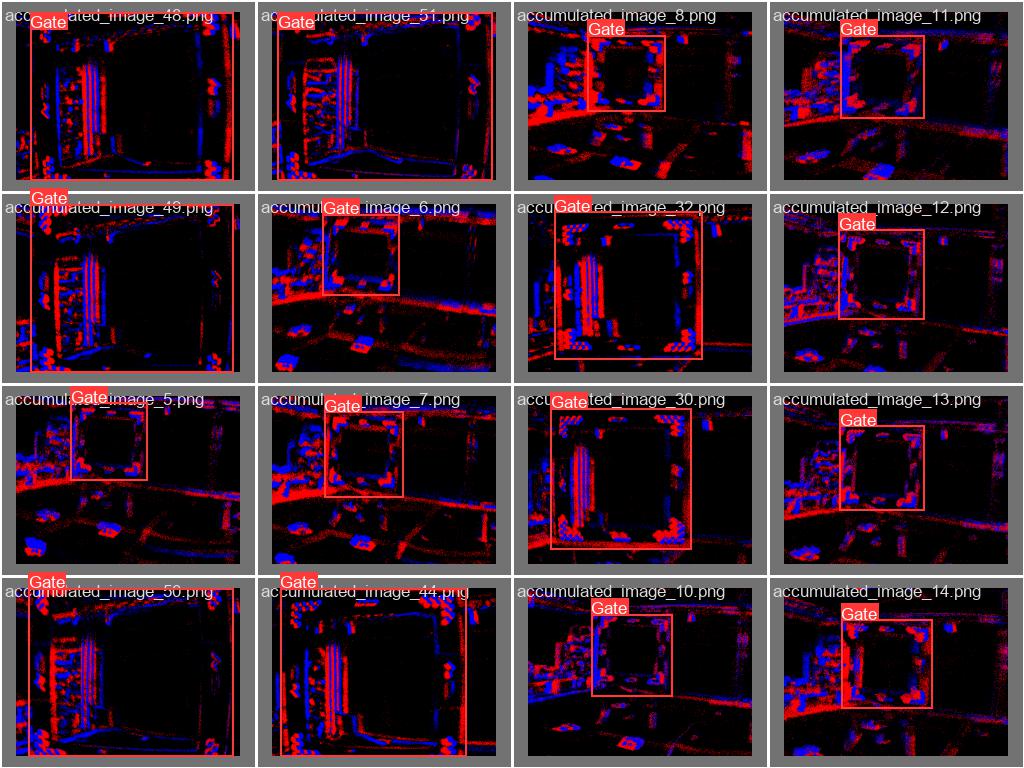 accumulated_image_48.png
Gate
accumulated_image_51.png
Gate
accumulated_image_8.png
Gate
accumulated_image_11.png
Gate
accumulated_image_49.png
Gate
accumulated_image_6.png
Gate
accumulated_image_32.png
Gate
accumulated_image_12.png
Gate
accumulated_image_5.png
Gate
accumulated_image_7.png
Gate
accumulated_image_30.png
Gate
accumulated_image_13.png
Gate
accumulated_image_50.png
Gate
accumulated_image_44.png
Gate
accumulated_image_10.png
Gate
accumulated_image_14.png
Gate